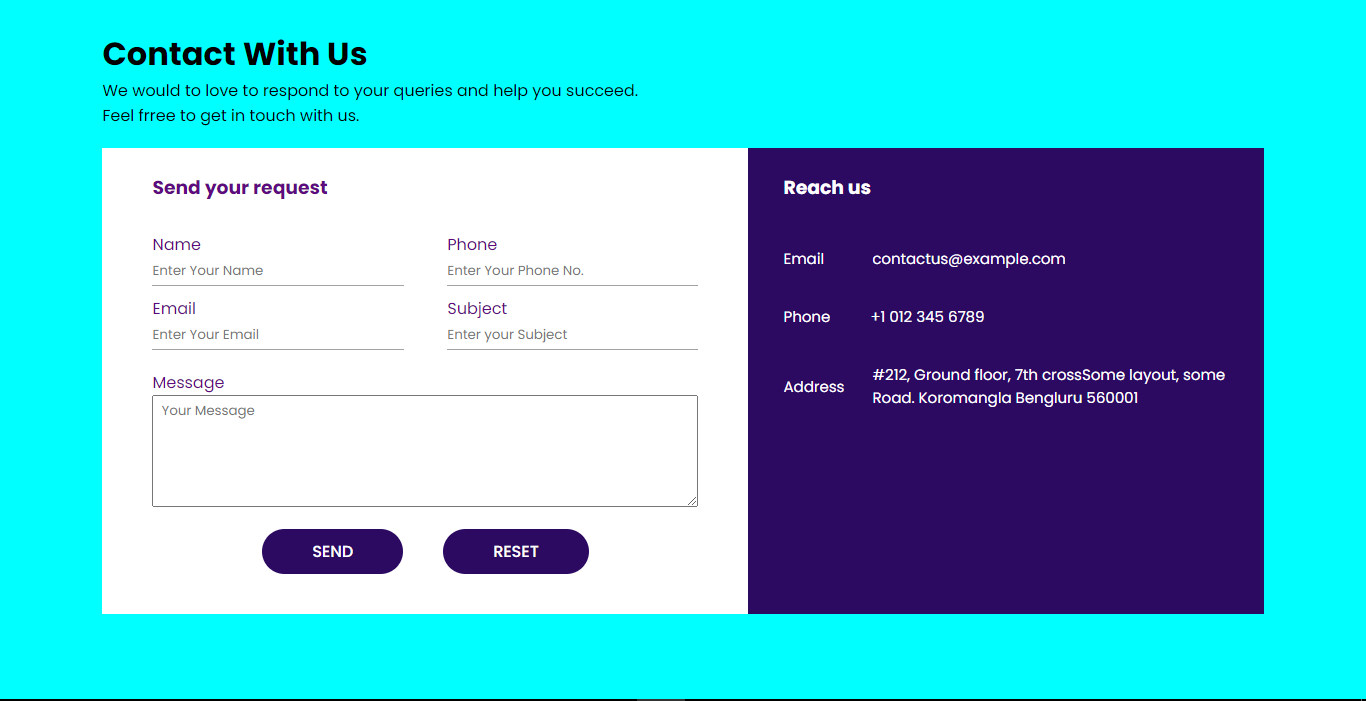 Contact With Us
We would to love to respond to your queries and help you succeed.
Feel frree to get in touch with us.
Send your request
Name
Enter Your Name
Phone
Enter Your Phone No.
Email
Enter Your Email
Subject
Enter your Subject
Message
Your Message
SEND
RESET
Reach us
Email
contactus@example.com
Phone
+1 012 345 6789
Address
#212, Ground floor, 7th crossSome layout, some
Road. Koromangla Bengluru 560001